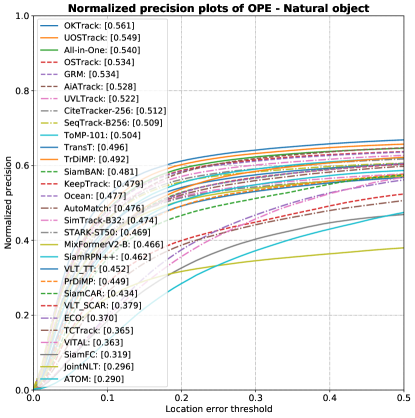 Normalized precision plots of OPE - Natural object
1.0
0.8
0.6
0.4
0.2
0.0
Normalized precision
OKTrack: [0.561]
UOSTrack: [0.549]
All-in-One: [0.540]
OSTrack: [0.534]
GRM: [0.534]
AiATrack: [0.528]
UVLTrack: [0.522]
CiteTracker-256: [0.512]
SeqTrack-B256: [0.509]
ToMP-101: [0.504]
TransT: [0.496]
TrDiMP: [0.492]
SiamBAN: [0.481]
KeepTrack: [0.479]
Ocean: [0.477]
AutoMatch: [0.476]
SimTrack-B32: [0.474]
STARK-ST50: [0.469]
MixFormerV2-B: [0.466]
SiamRPN++: [0.462]
VLT_TT: [0.452]
PrDiMP: [0.449]
SiamCAR: [0.434]
VLT_SCAR: [0.379]
ECO: [0.370]
TCTrack: [0.365]
VITAL: [0.363]
SiamFC: [0.319]
JointNLT: [0.296]
ATOM: [0.290]
0.0 0.1 0.2 0.3 0.4 0.5
Location error threshold